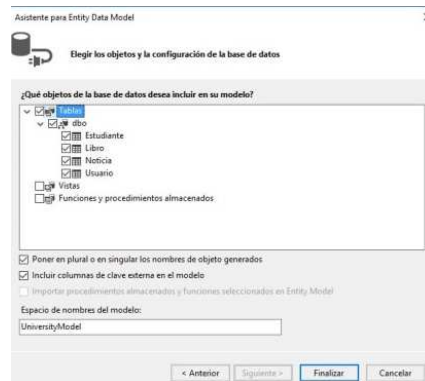 Asistente para Entity Data Model
Elegir los objetos y la configuración de la base de datos
¿Qué objetos de la base de datos desea incluir en su modelo?
Tablas
dbo
Estudiante
Libro
Noticia
Usuario
Vistas
Funciones y procedimientos almacenados
Poner en plural o en singular los nombres de objeto generados
Incluir columnas de clave externa en el modelo
Importar procedimientos almacenados y funciones seleccionados en Entity Model
Espacio de nombres del modelo:
UniversityModel
< Anterior Siguiente > Finalizar Cancelar